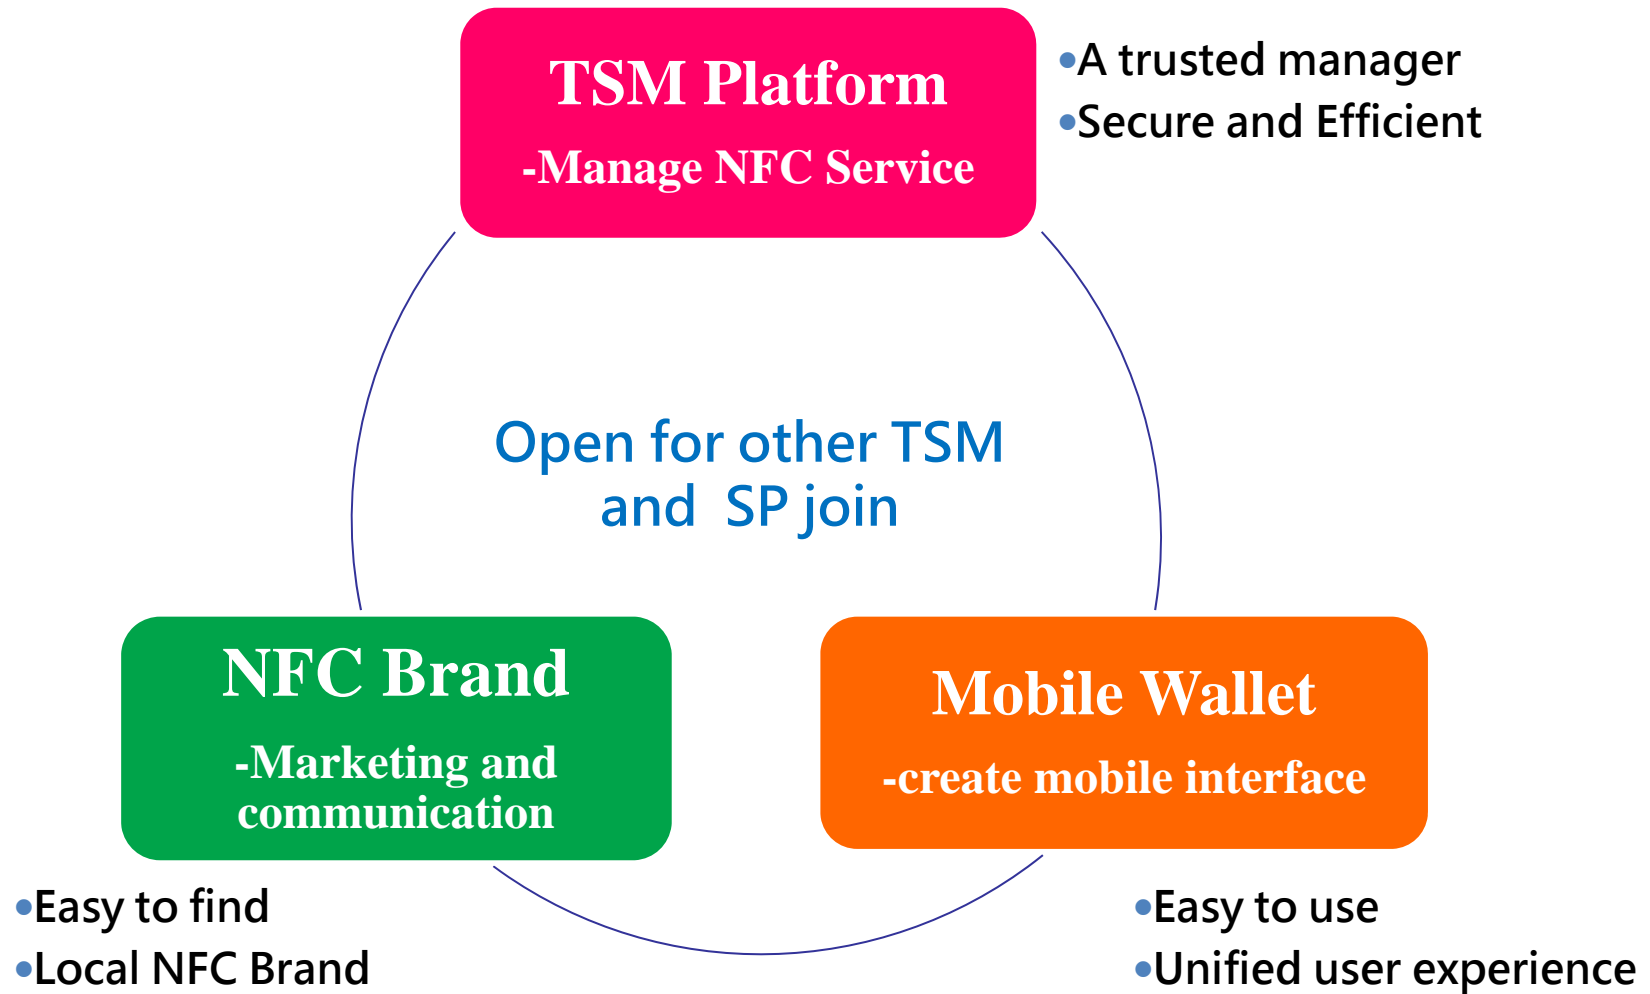 TSM Platform
-Manage NFC Service
•A trusted manager
•Secure and Efficient
Open for other TSM
and SP join
NFC Brand
-Marketing and
communication
•Easy to find
•Local NFC Brand
Mobile Wallet
-create mobile interface
•Easy to use
•Unified user experience